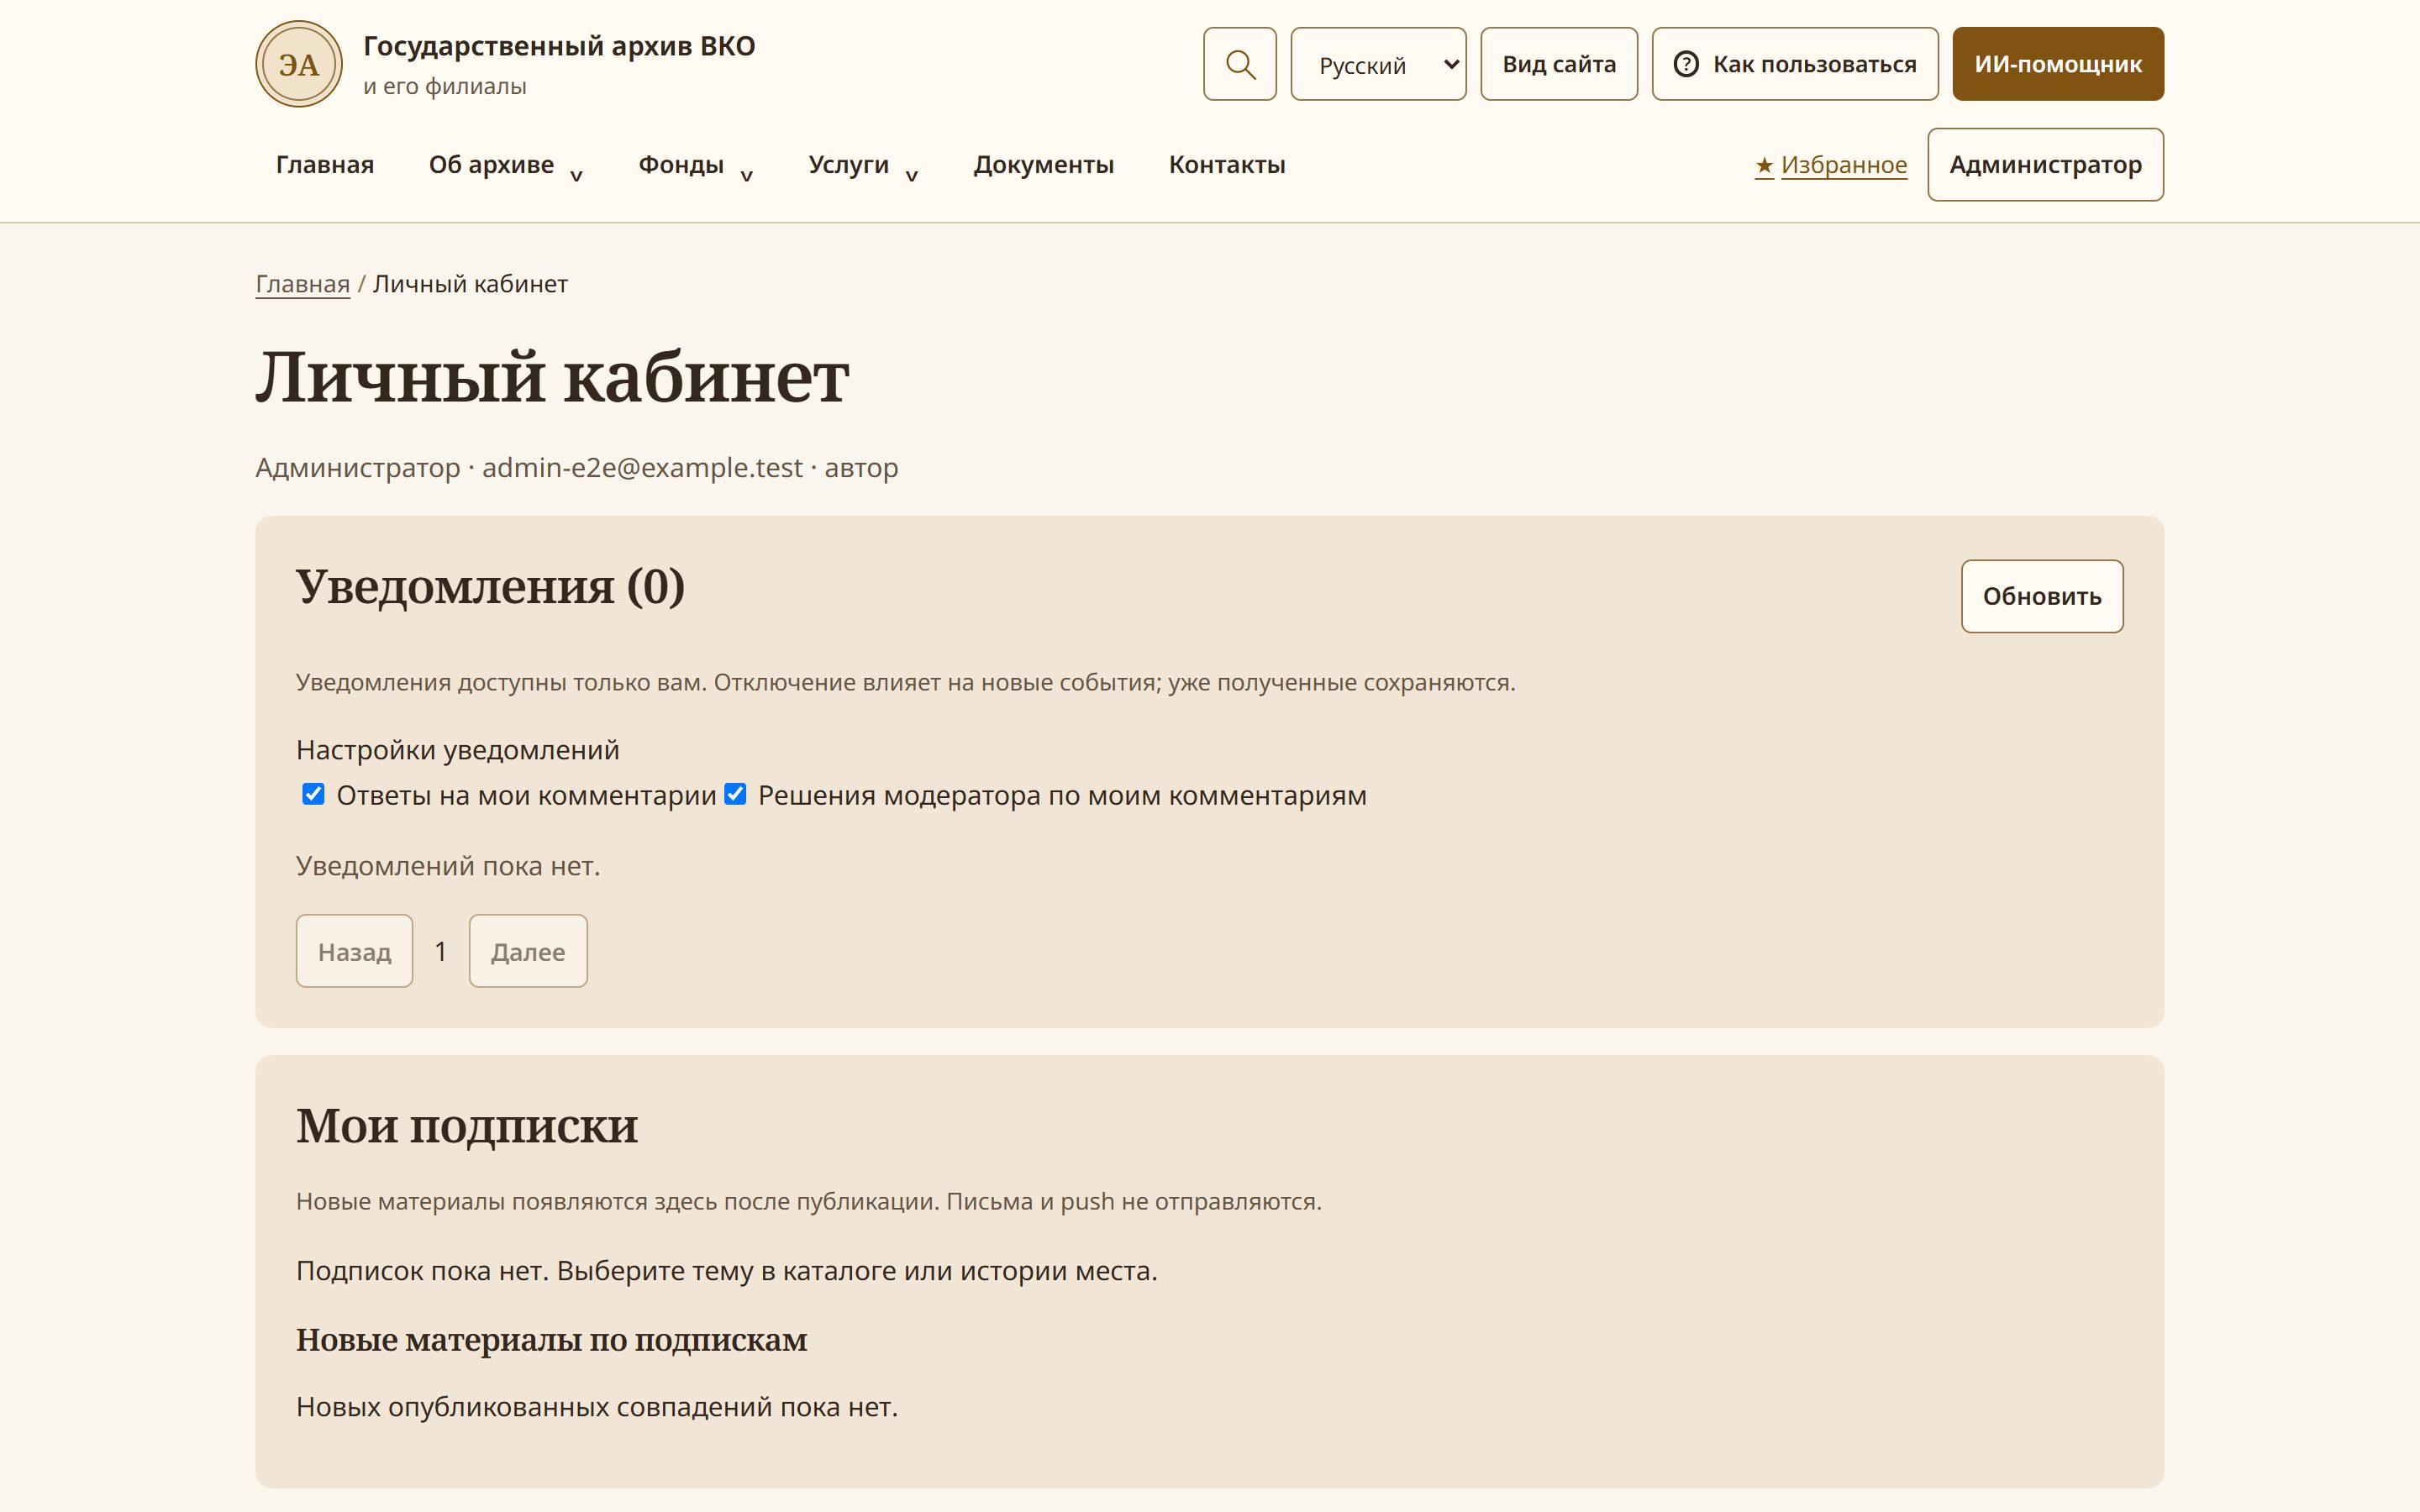 ЭА
Государственный архив ВКО
и его филиалы
Русский
Вид сайта
? Как пользоваться
ИИ-помощник
Главная
Об архиве
Фонды
Услуги
Документы
Контакты
★ Избранное
Администратор
Главная / Личный кабинет
Личный кабинет
Администратор · admin-e2e@example.test · автор
Уведомления (0)
Обновить
Уведомления доступны только вам. Отключение влияет на новые события; уже полученные сохраняются.
Настройки уведомлений
Ответы на мои комментарии Решения модератора по моим комментариям
Уведомлений пока нет.
Назад 1 Далее
Мои подписки
Новые материалы появляются здесь после публикации. Письма и push не отправляются.
Подписок пока нет. Выберите тему в каталоге или истории места.
Новые материалы по подпискам
Новых опубликованных совпадений пока нет.